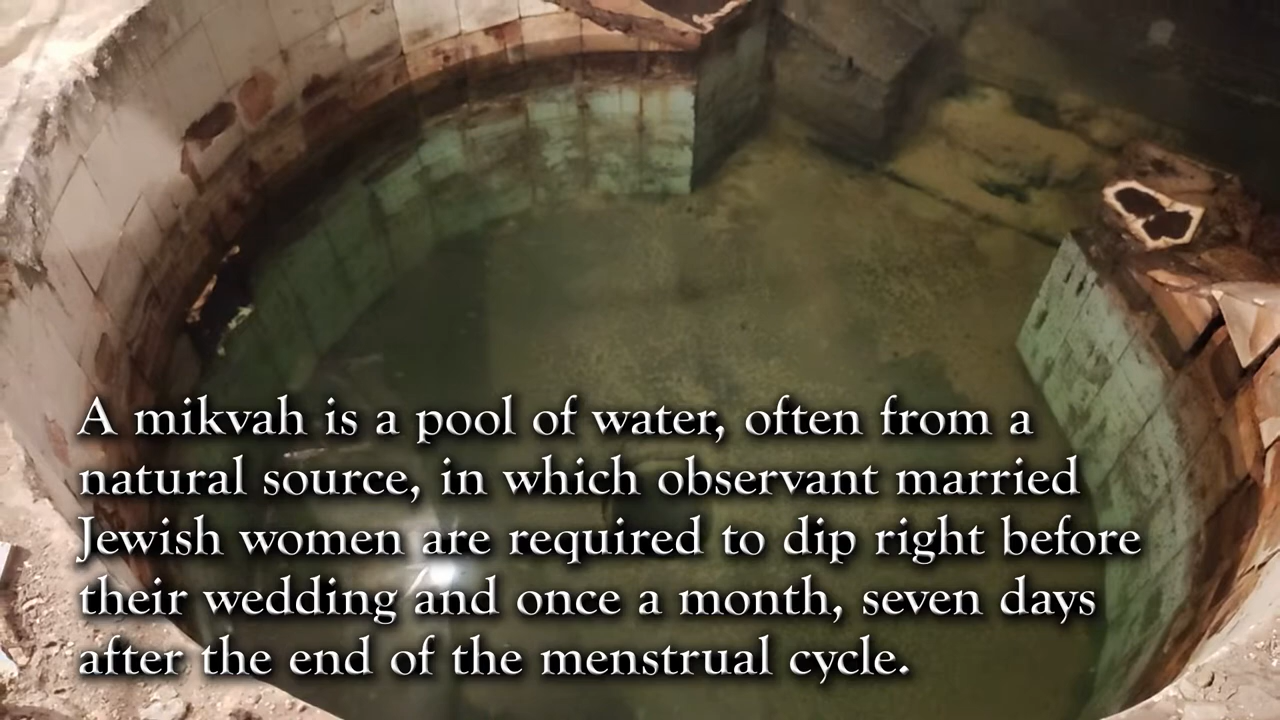 A mikvah is a pool of water, often from a
natural source, in which observant married
Jewish women are required to dip right before
their wedding and once a month, seven days
after the end of the menstrual cycle.